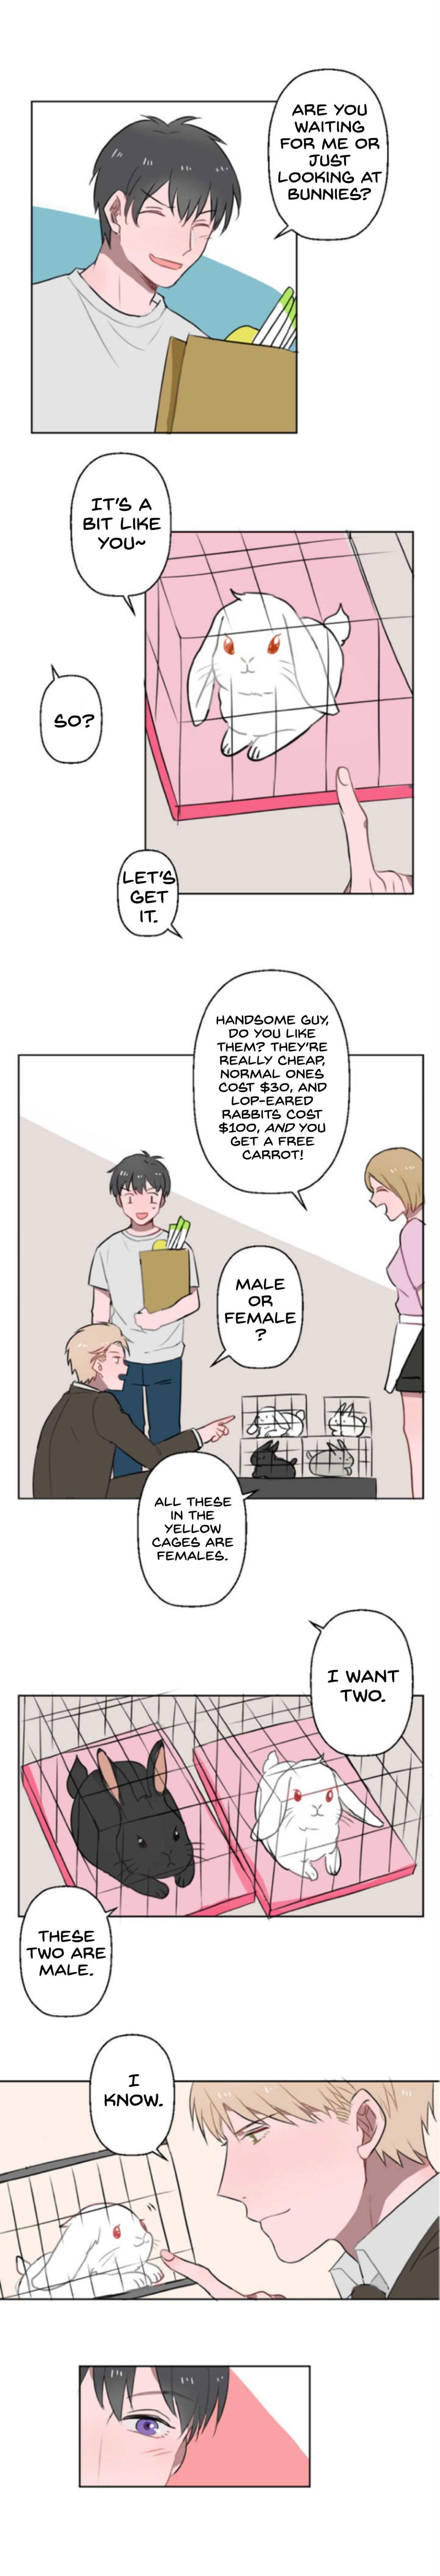 ARE YOU
WAITING
FOR ME OR
JUST
LOOKING AT
BUNNIES?
IT'S A
BIT LIKE
YOU~
SO?
LET'S
GET
IT.
HANDSOME GUY,
DO YOU LIKE
THEM? THEY'RE
REALLY CHEAP,
NORMAL ONES
COST $30, AND
LOP-EARED
RABBITS COST
$100, AND YOU
GET A FREE
CARROT!
MALE
OR
FEMALE
?
ALL THESE
IN THE
YELLOW
CAGES ARE
FEMALES.
I WANT
TWO.
THESE
TWO ARE
MALE.
I
KNOW.